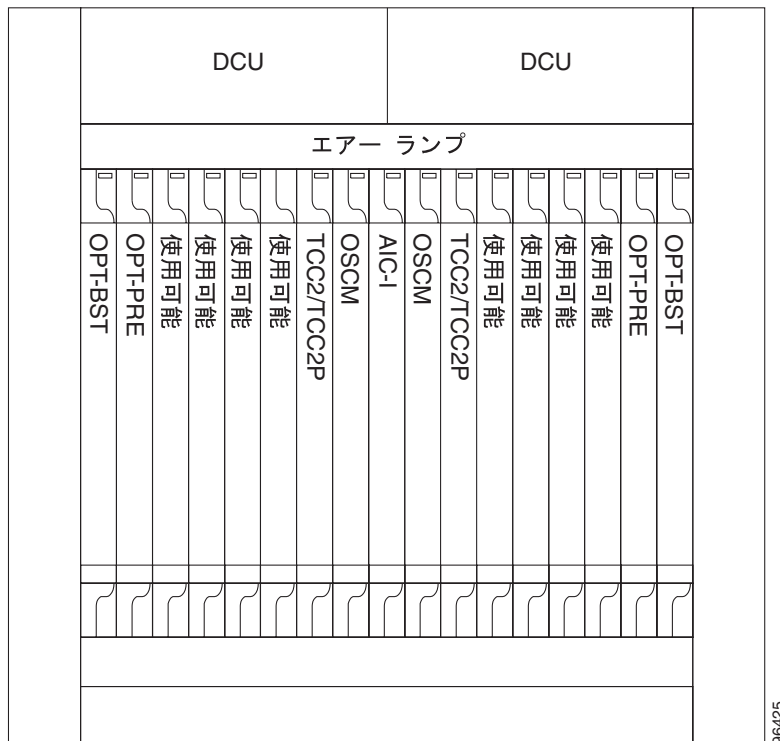 DCU
DCU
エアー ランプ
OPT-BST
OPT-PRE
使用可能
使用可能
使用可能
使用可能
TCC2/TCC2P
OSCM
AIC-I
OSCM
TCC2/TCC2P
使用可能
使用可能
使用可能
使用可能
OPT-PRE
OPT-BST
96425